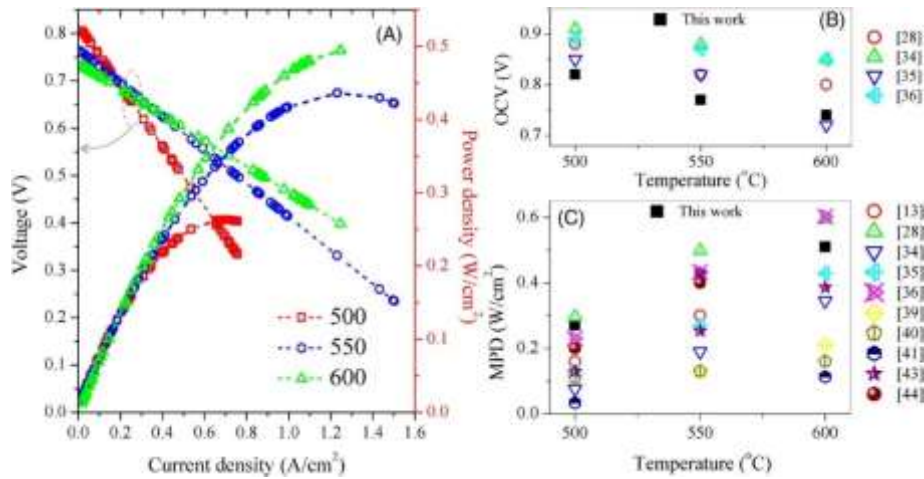 (A)
0.8
0.7
0.6
0.5
0.4
0.3
0.2
0.1
0.0
Voltage (V)
0.0 0.2 0.4 0.6 0.8 1.0 1.2 1.4 1.6
Current density (A/cm²)
500
550
600
0.5
0.4
0.3
0.2
0.1
0.0
Power density (W/cm²)
(B)
This work
0.9
0.8
0.7
OCV (V)
500 550 600
Temperature (°C)
[28]
[34]
[35]
[36]
(C)
This work
0.6
0.4
0.2
0.0
MPD (W/cm²)
500 550 600
Temperature (°C)
[13]
[28]
[34]
[35]
[36]
[39]
[40]
[41]
[43]
[44]